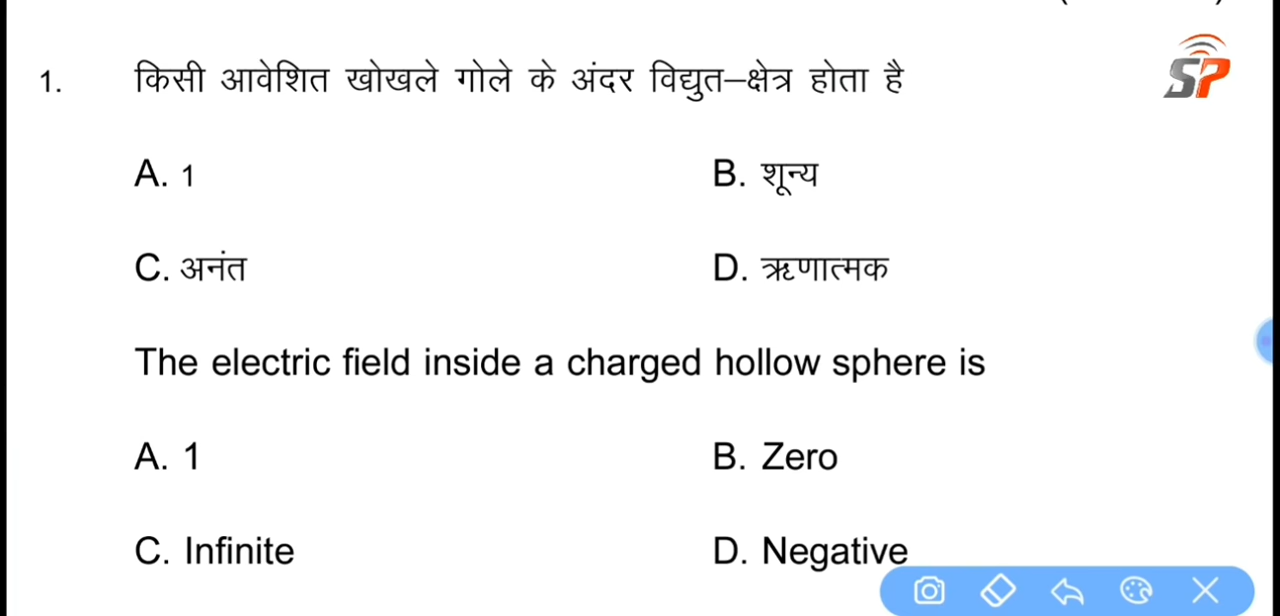 SP
1. किसी आवेशित खोखले गोले के अंदर विद्युत–क्षेत्र होता है
A. 1 B. शून्य
C. अनंत D. ऋणात्मक
The electric field inside a charged hollow sphere is
A. 1 B. Zero
C. Infinite D. Negative